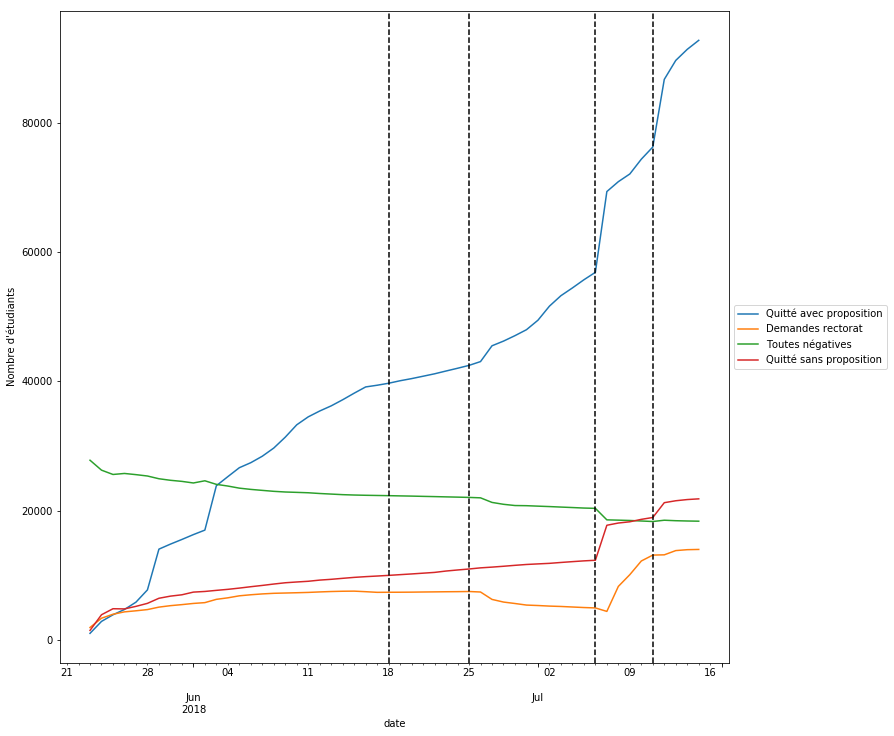 80000
60000
40000
20000
0
Nombre d'étudiants
21 28 04 11 18 25 02 09 16
Jun Jul
2018
date
Quitté avec proposition
Demandes rectorat
Toutes négatives
Quitté sans proposition